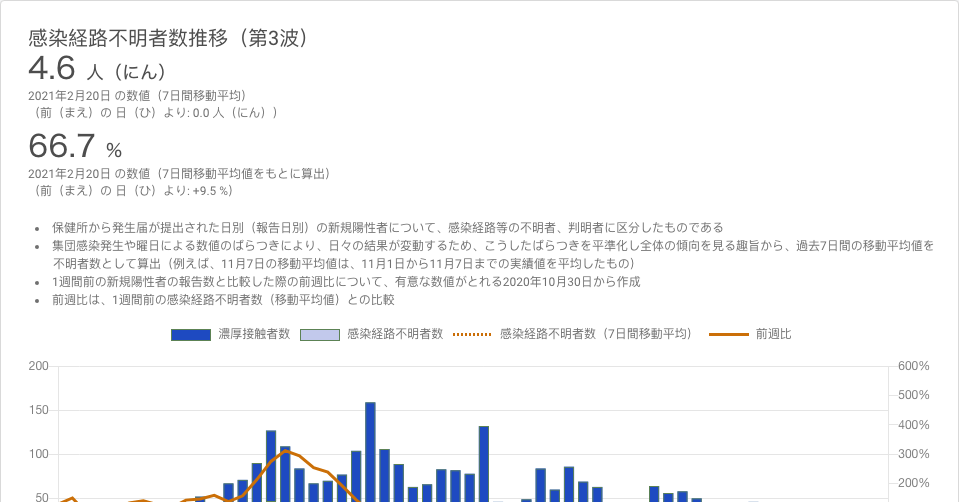 感染経路不明者数推移（第3波）
4.6 人（にん）
2021年2月20日 の数値（7日間移動平均）
（前（まえ）の 日（ひ）より: 0.0 人（にん））
66.7 %
2021年2月20日 の数値（7日間移動平均値をもとに算出）
（前（まえ）の 日（ひ）より: +9.5 %）
• 保健所から発生届が提出された日別（報告日別）の新規陽性者について、感染経路等の不明者、判明者に区分したものである
• 集団感染発生や曜日による数値のばらつきにより、日々の結果が変動するため、こうしたばらつきを平準化し全体の傾向を見る趣旨から、過去7日間の移動平均値を
不明者数として算出（例えば、11月7日の移動平均値は、11月1日から11月7日までの実績値を平均したもの）
• 1週間前の新規陽性者の報告数と比較した際の前週比について、有意な数値がとれる2020年10月30日から作成
• 前週比は、1週間前の感染経路不明者数（移動平均値）との比較
濃厚接触者数 感染経路不明者数 感染経路不明者数（7日間移動平均） 前週比
200 600%
500%
150
400%
100 300%
200%
50